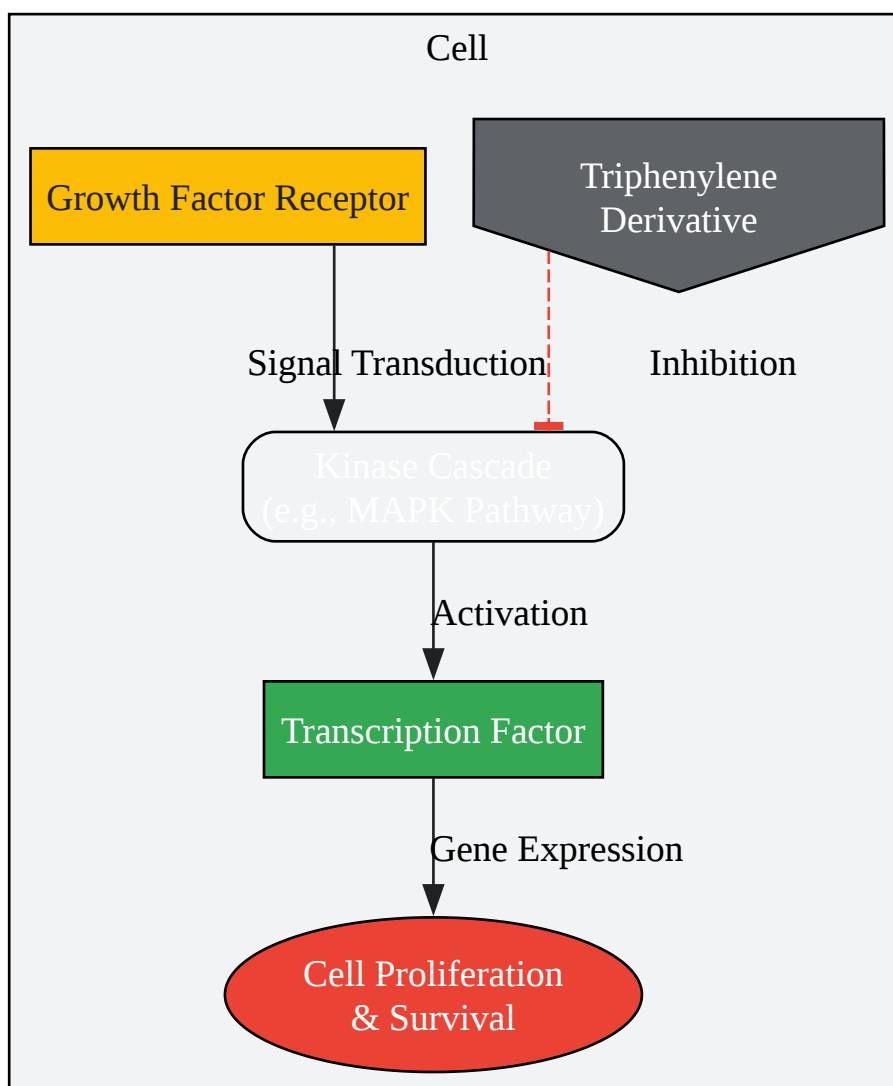 Cell
Growth Factor Receptor
Triphenylene
Derivative
Signal Transduction
Inhibition
Kinase Cascade
(e.g., MAPK Pathway)
Activation
Transcription Factor
Gene Expression
Cell Proliferation
& Survival